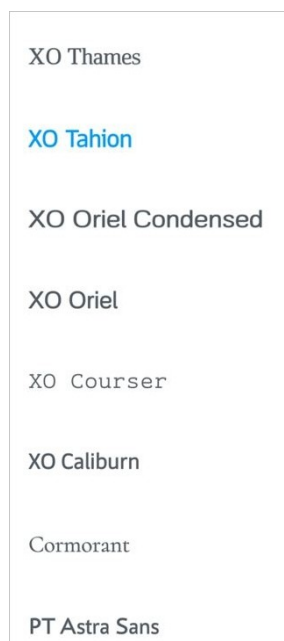 XO Thames
XO Tahion
XO Oriel Condensed
XO Oriel
XO Courser
XO Caliburn
Cormorant
PT Astra Sans